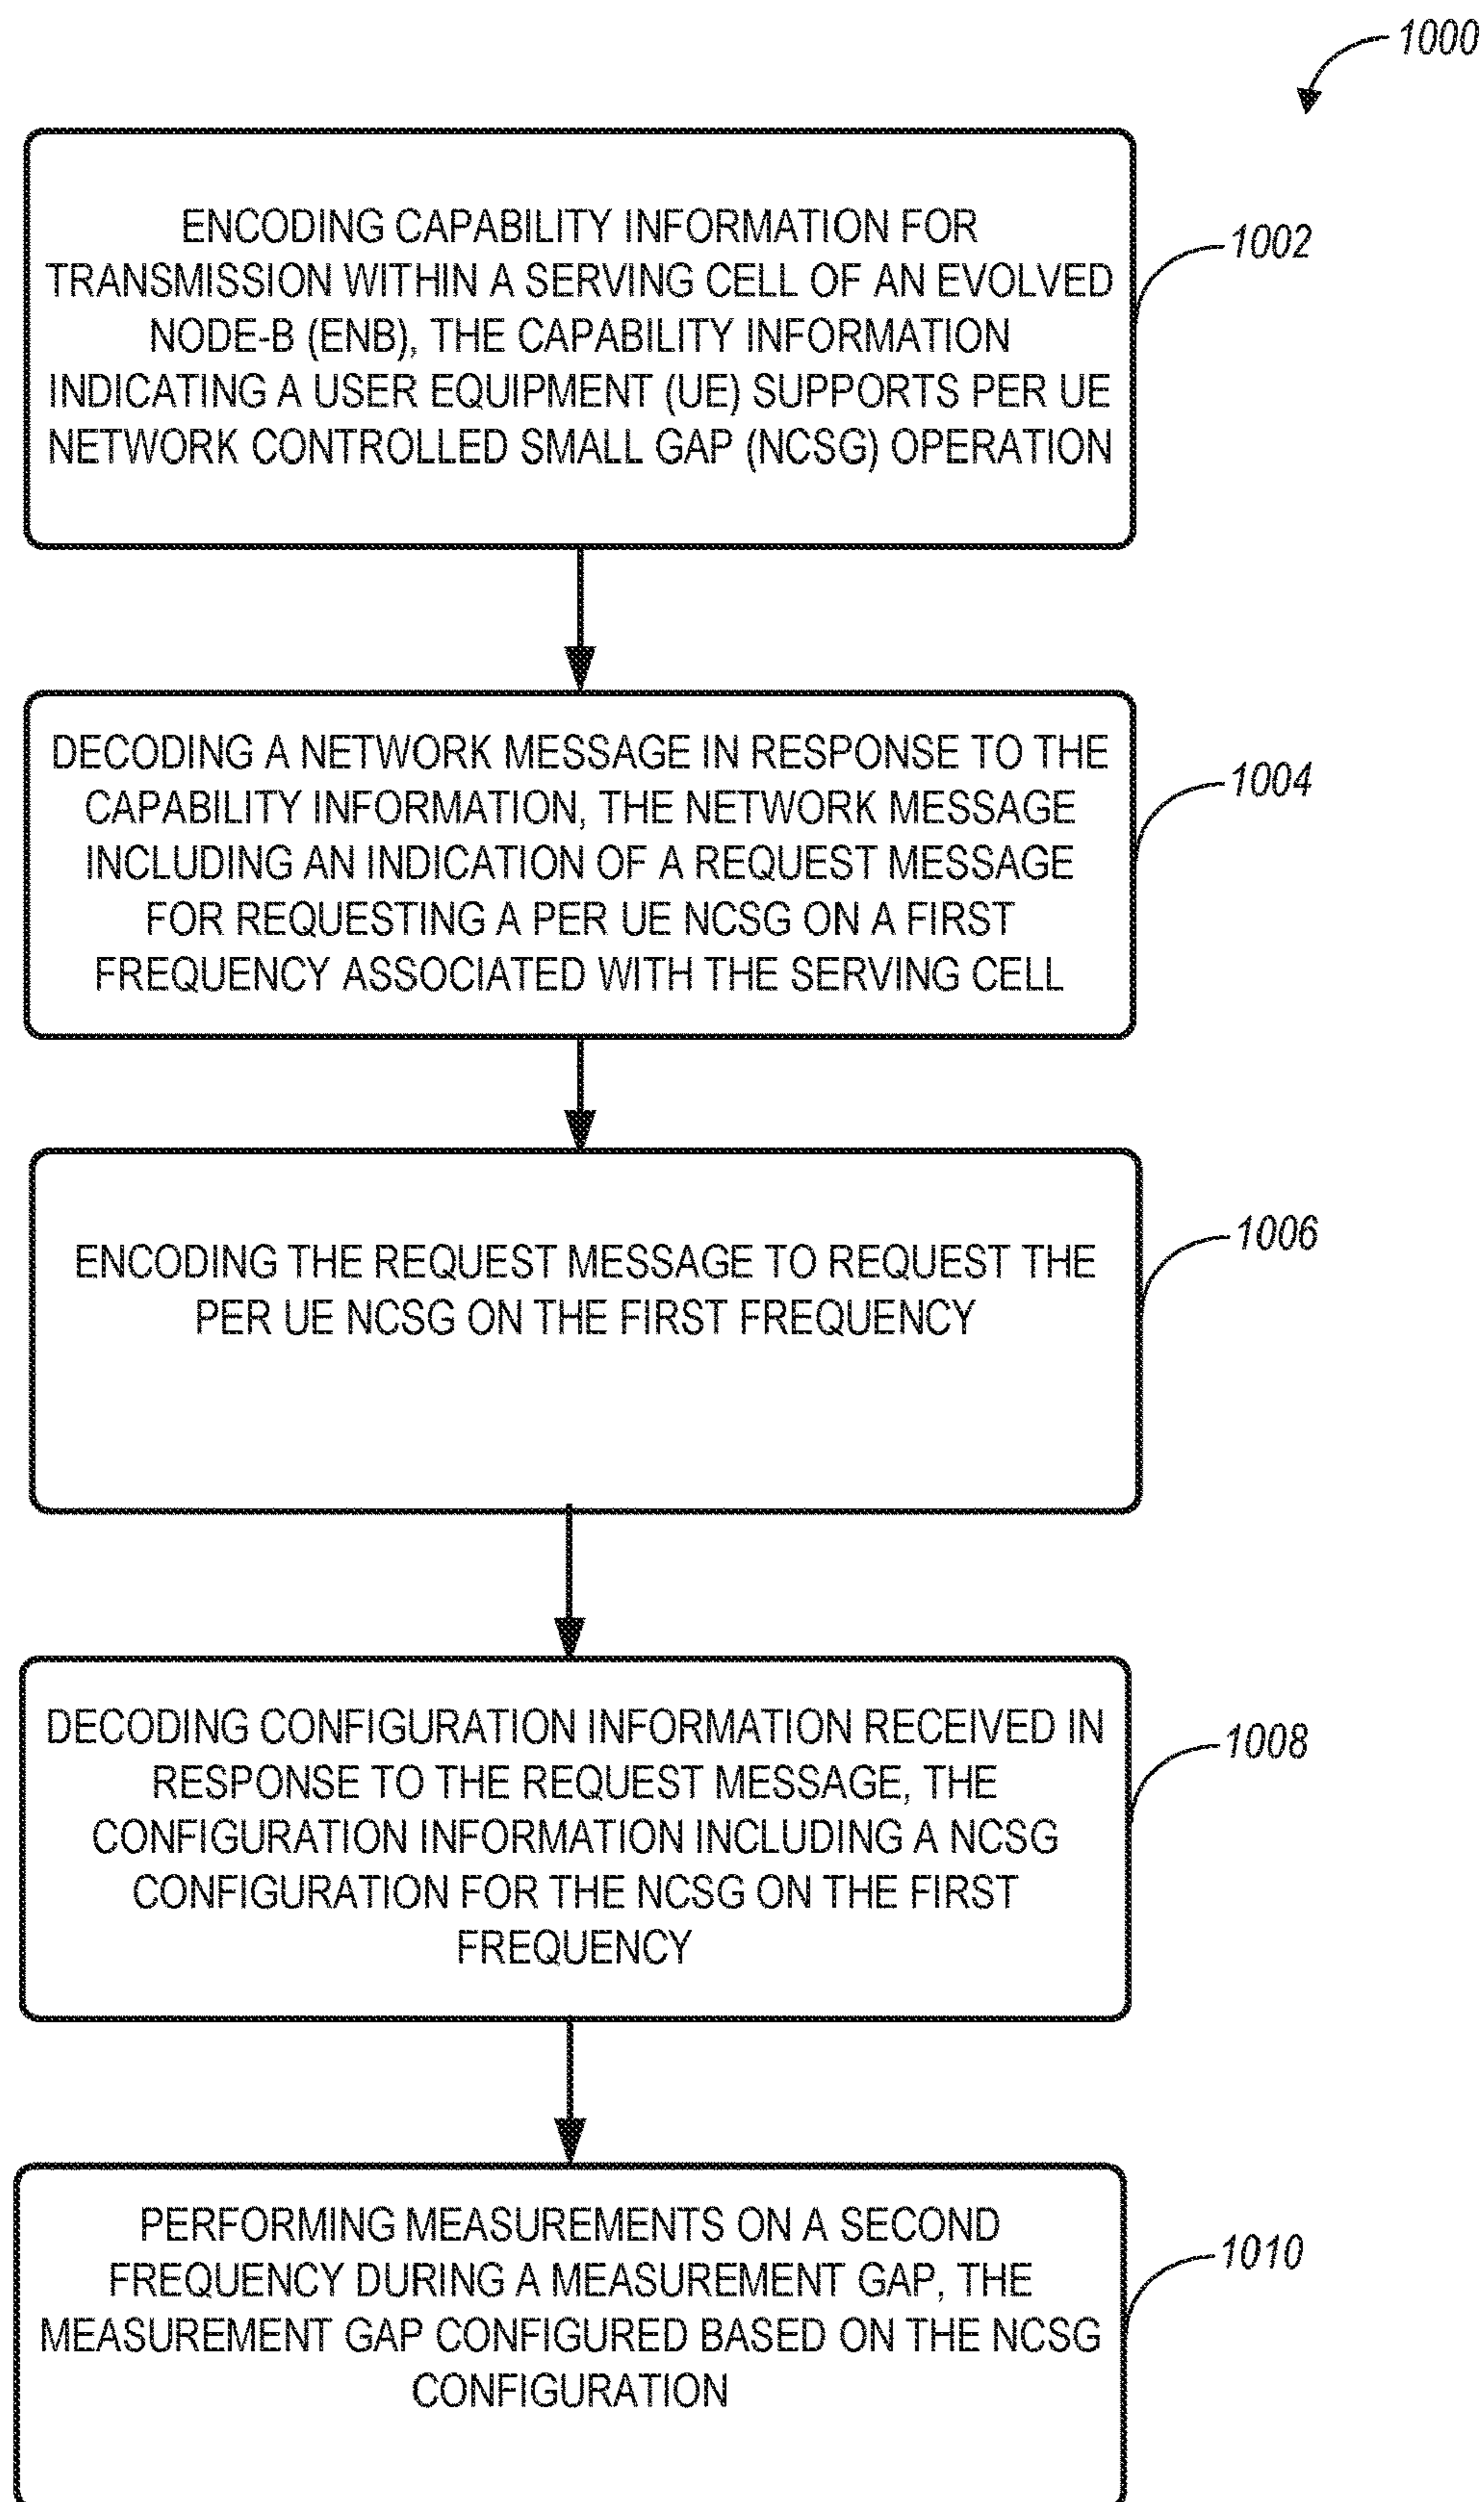 1000
ENCODING CAPABILITY INFORMATION FOR
TRANSMISSION WITHIN A SERVING CELL OF AN EVOLVED
NODE-B (ENB), THE CAPABILITY INFORMATION
INDICATING A USER EQUIPMENT (UE) SUPPORTS PER UE
NETWORK CONTROLLED SMALL GAP (NCSG) OPERATION
1002
DECODING A NETWORK MESSAGE IN RESPONSE TO THE
CAPABILITY INFORMATION, THE NETWORK MESSAGE
INCLUDING AN INDICATION OF A REQUEST MESSAGE
FOR REQUESTING A PER UE NCSG ON A FIRST
FREQUENCY ASSOCIATED WITH THE SERVING CELL
1004
ENCODING THE REQUEST MESSAGE TO REQUEST THE
PER UE NCSG ON THE FIRST FREQUENCY
1006
DECODING CONFIGURATION INFORMATION RECEIVED IN
RESPONSE TO THE REQUEST MESSAGE, THE
CONFIGURATION INFORMATION INCLUDING A NCSG
CONFIGURATION FOR THE NCSG ON THE FIRST
FREQUENCY
1008
PERFORMING MEASUREMENTS ON A SECOND
FREQUENCY DURING A MEASUREMENT GAP, THE
MEASUREMENT GAP CONFIGURED BASED ON THE NCSG
CONFIGURATION
1010